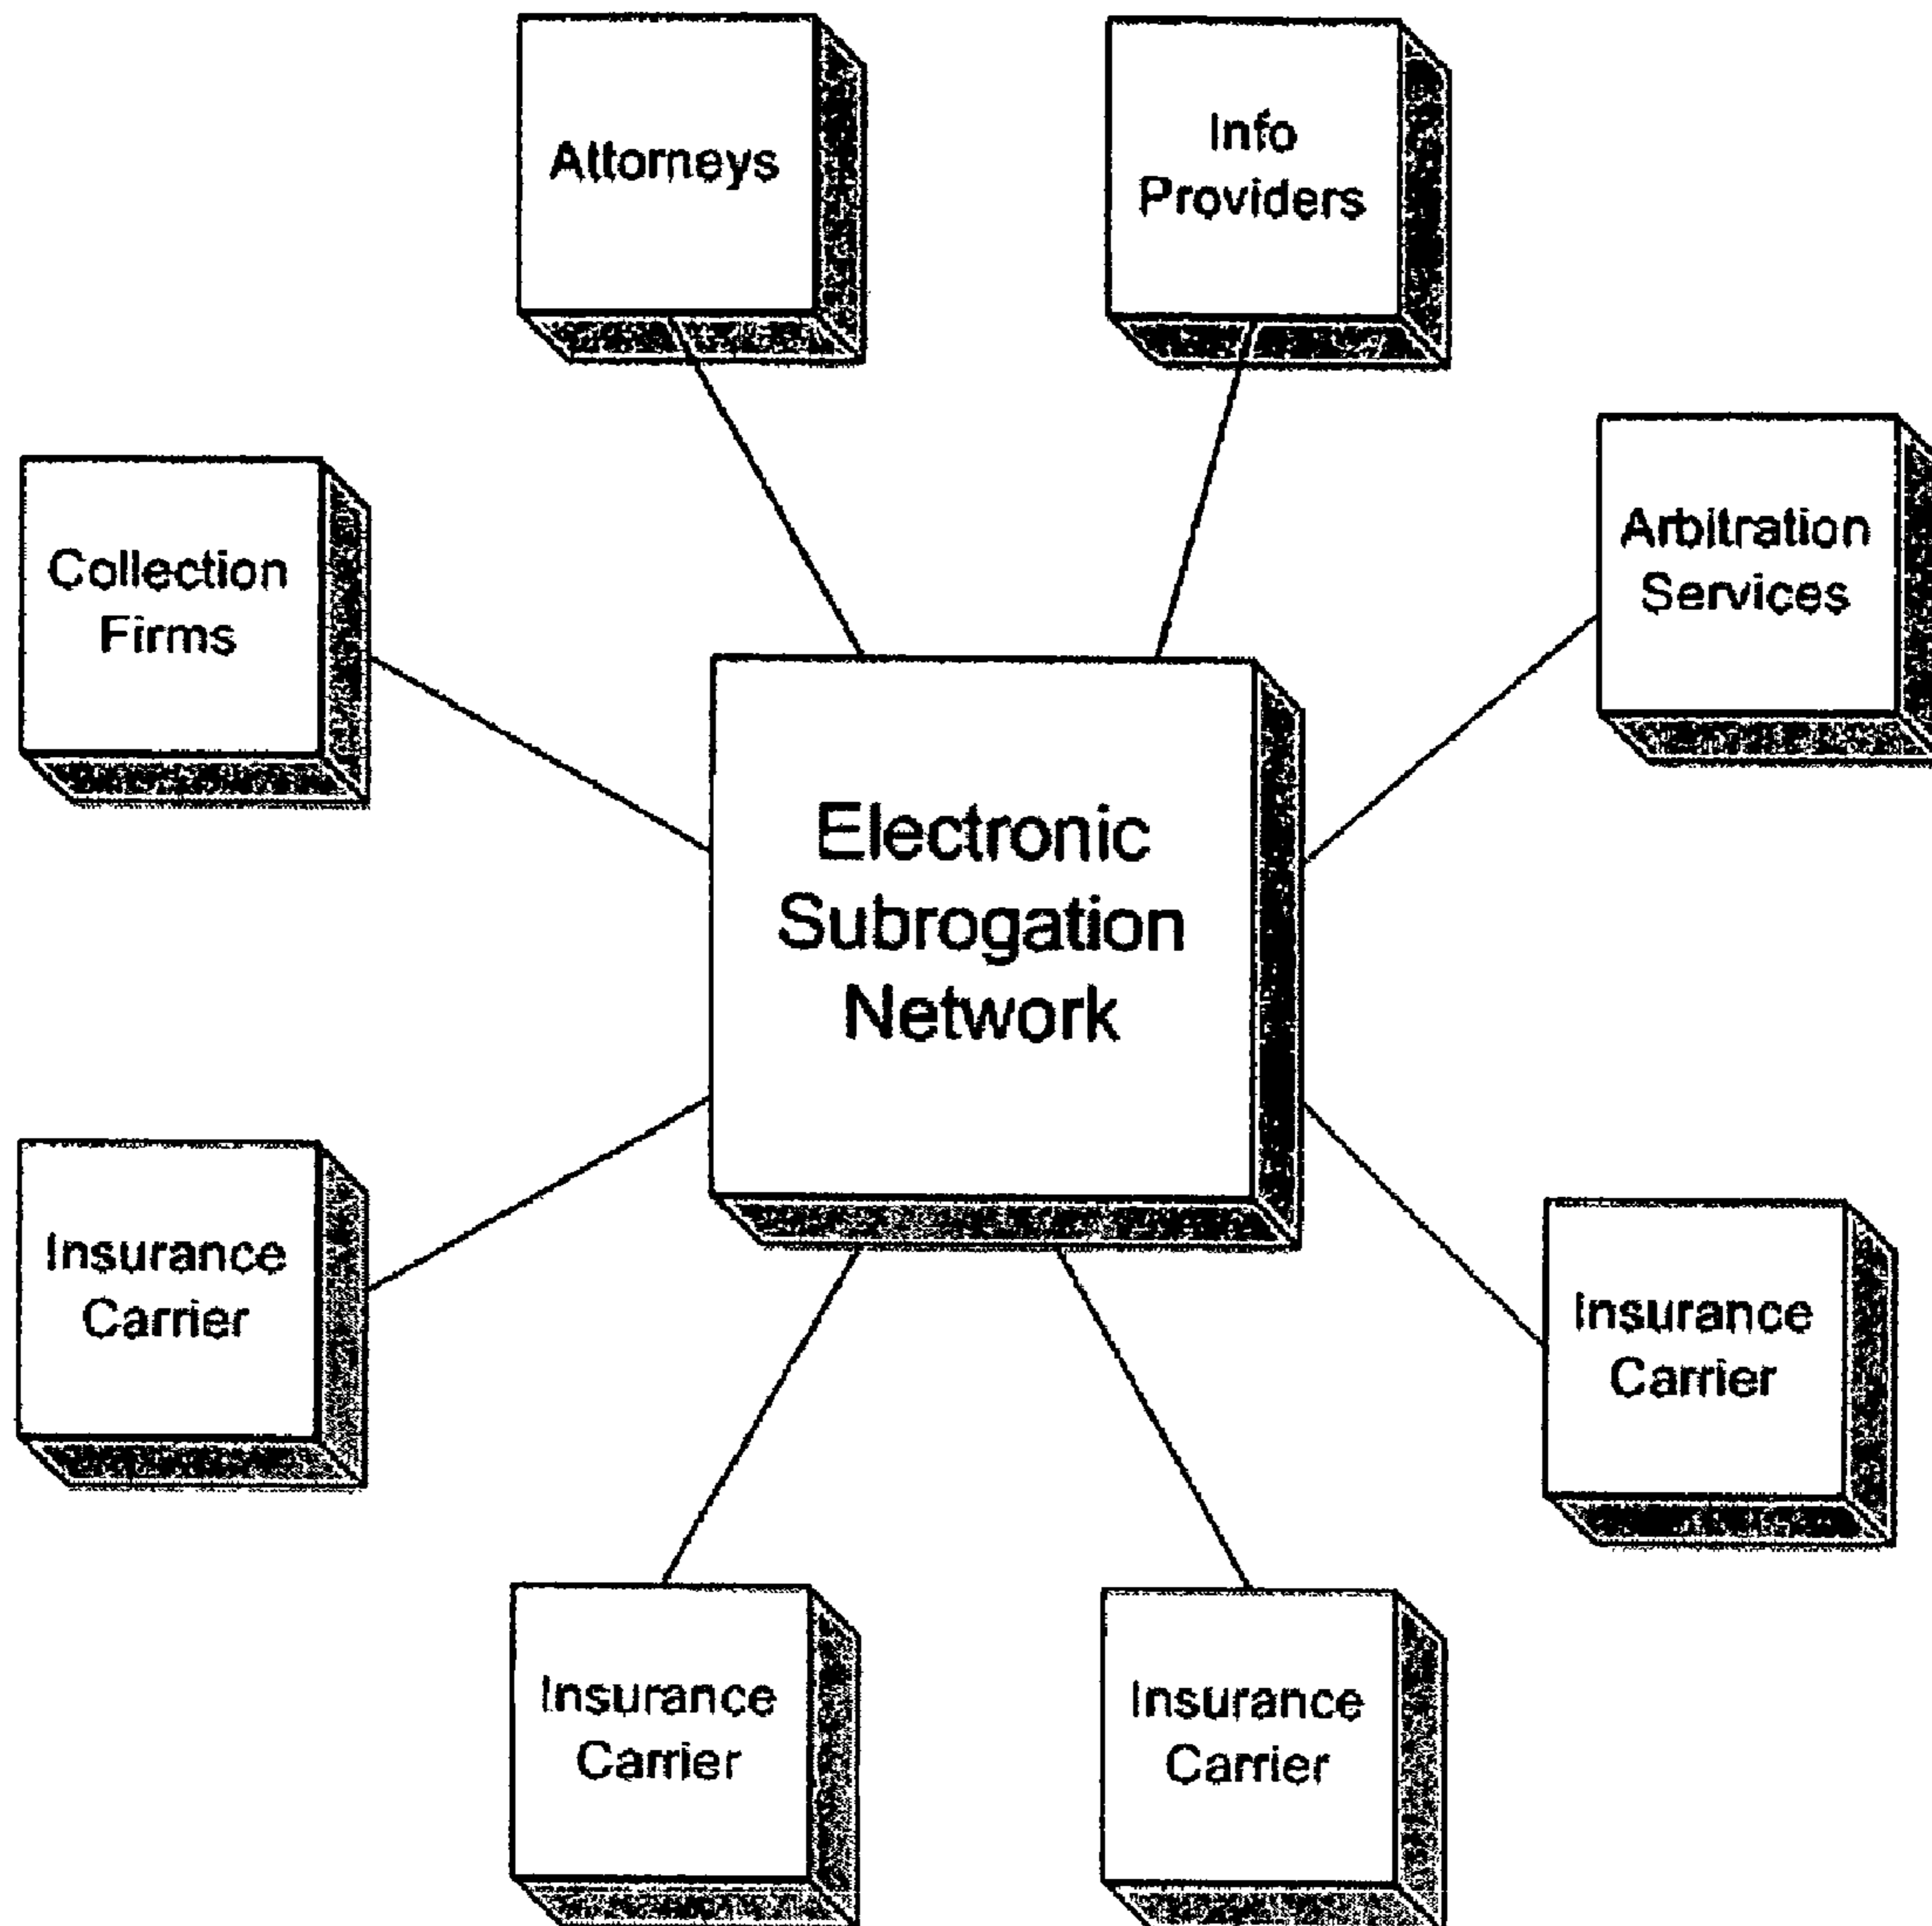 Attorneys
Info
Providers
Collection
Firms
Arbitration
Services
Electronic
Subrogation
Network
Insurance
Carrier
Insurance
Carrier
Insurance
Carrier
Insurance
Carrier